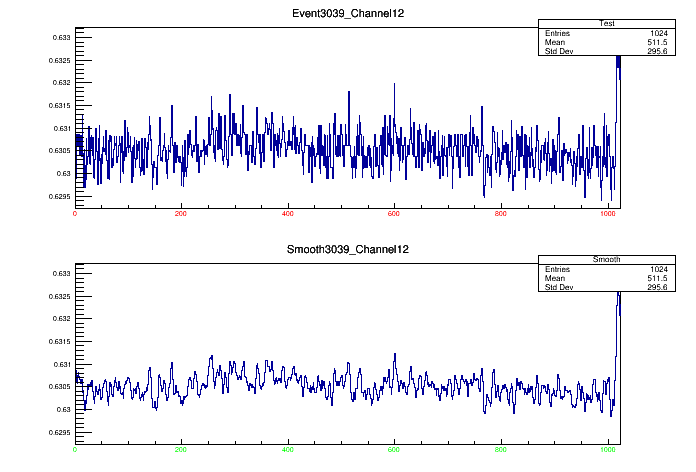 Event3039_Channel12
Test
Entries 1024
Mean 511.5
Std Dev 295.6
0.633
0.6325
0.632
0.6315
0.631
0.6305
0.63
0.6295
0 200 400 600 800 1000
Smooth3039_Channel12
Smooth
Entries 1024
Mean 511.5
Std Dev 295.6
0.633
0.6325
0.632
0.6315
0.631
0.6305
0.63
0.6295
0 200 400 600 800 1000